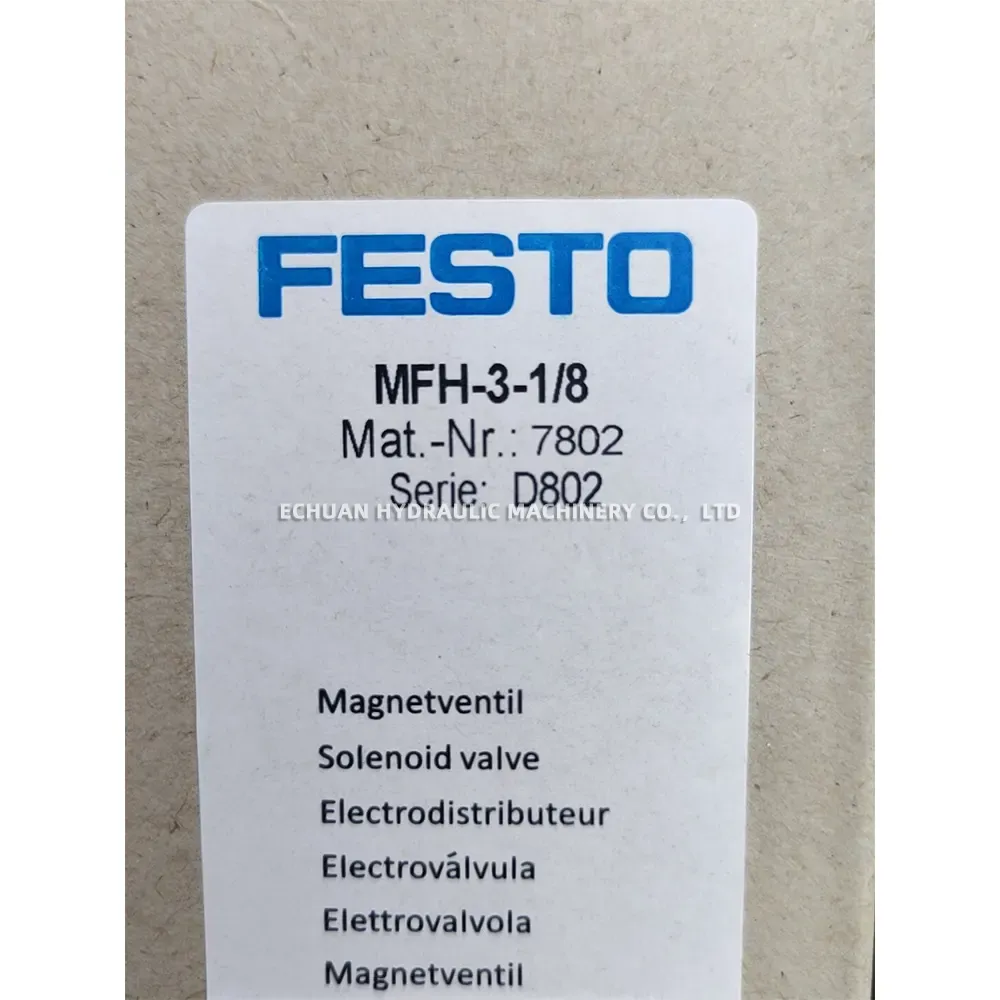 FESTO
MFH-3-1/8
Mat.-Nr.: 7802
Serie: D802
ECHUAN HYDRAULIC MACHINERY CO., LTD
Magnetventil
Solenoid valve
Electrodistributeur
Electroválvula
Elettrovalvola
Magnetventil